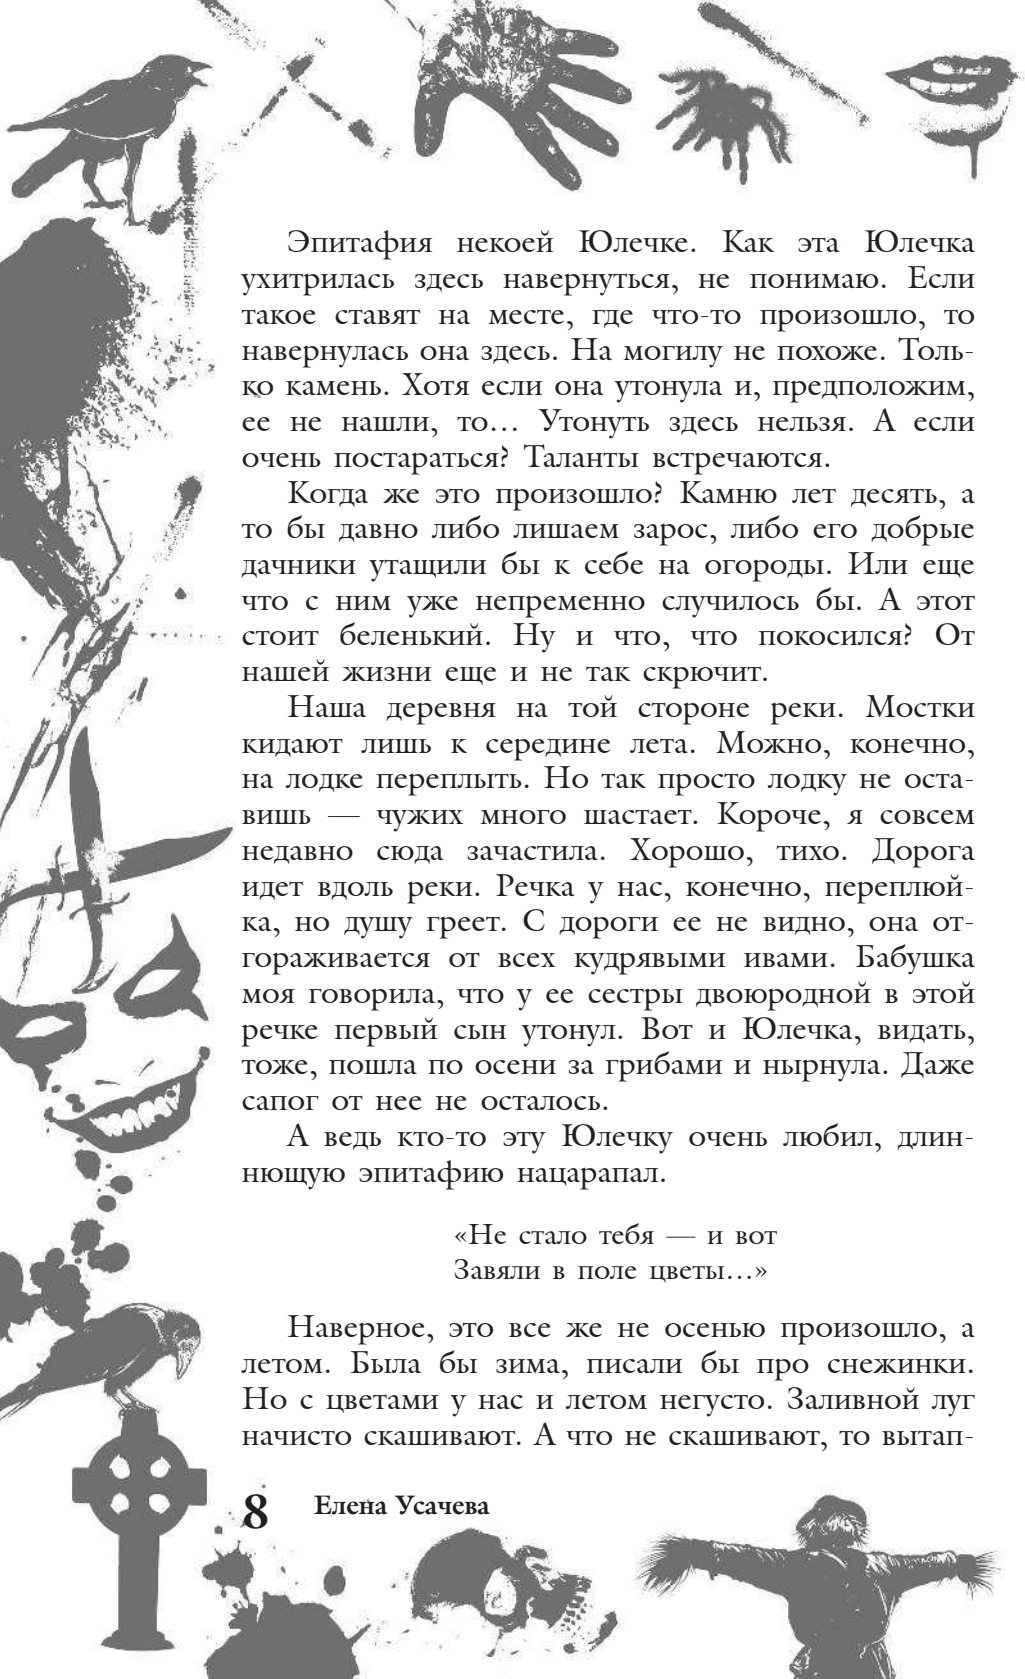 Эпитафия некоей Юлечке. Как эта Юлечка
ухитрилась здесь навернуться, не понимаю. Если
такое ставят на месте, где что-то произошло, то
навернулась она здесь. На могилу не похоже. Толь-
ко камень. Хотя если она утонула и, предположим,
ее не нашли, то… Утонуть здесь нельзя. А если
очень постараться? Таланты встречаются.
Когда же это произошло? Камню лет десять, а
то бы давно либо лишаем зарос, либо его добрые
дачники утащили бы к себе на огороды. Или еще
что с ним уже непременно случилось бы. А этот
стоит беленький. Ну и что, что покосился? От
нашей жизни еще и не так скрючит.
Наша деревня на той стороне реки. Мостки
кидают лишь к середине лета. Можно, конечно,
на лодке переплыть. Но так просто лодку не оста-
вишь — чужих много шастает. Короче, я совсем
недавно сюда зачастила. Хорошо, тихо. Дорога
идет вдоль реки. Речка у нас, конечно, переплюй-
ка, но душу греет. С дороги ее не видно, она от-
гораживается от всех кудрявыми ивами. Бабушка
моя говорила, что у ее сестры двоюродной в этой
речке первый сын утонул. Вот и Юлечка, видать,
тоже, пошла по осени за грибами и нырнула. Даже
сапог от нее не осталось.
А ведь кто-то эту Юлечку очень любил, длин-
нющую эпитафию нацарапал.
«Не стало тебя — и вот
Завяли в поле цветы…»
Наверное, это все же не осенью произошло, а
летом. Была бы зима, писали бы про снежинки.
Но с цветами у нас и летом негусто. Заливной луг
начисто скашивают. А что не скашивают, то вытап-
8 Елена Усачева